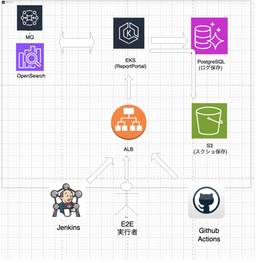 MQ
OpenSearch
EKS
(ReportPortal)
PostgreSQL
(ログ保存)
ALB
S3
(スクショ保存)
Jenkins
E2E
実行者
Github
Actions